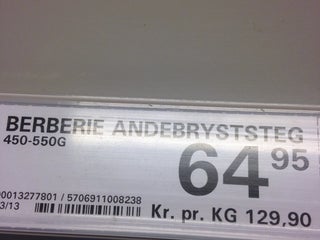 BERBERIE ANDEBRYSTSTEG
450-550G
64 95
00013277801 / 5706911008238
3/13
Kr. pr. KG 129,90